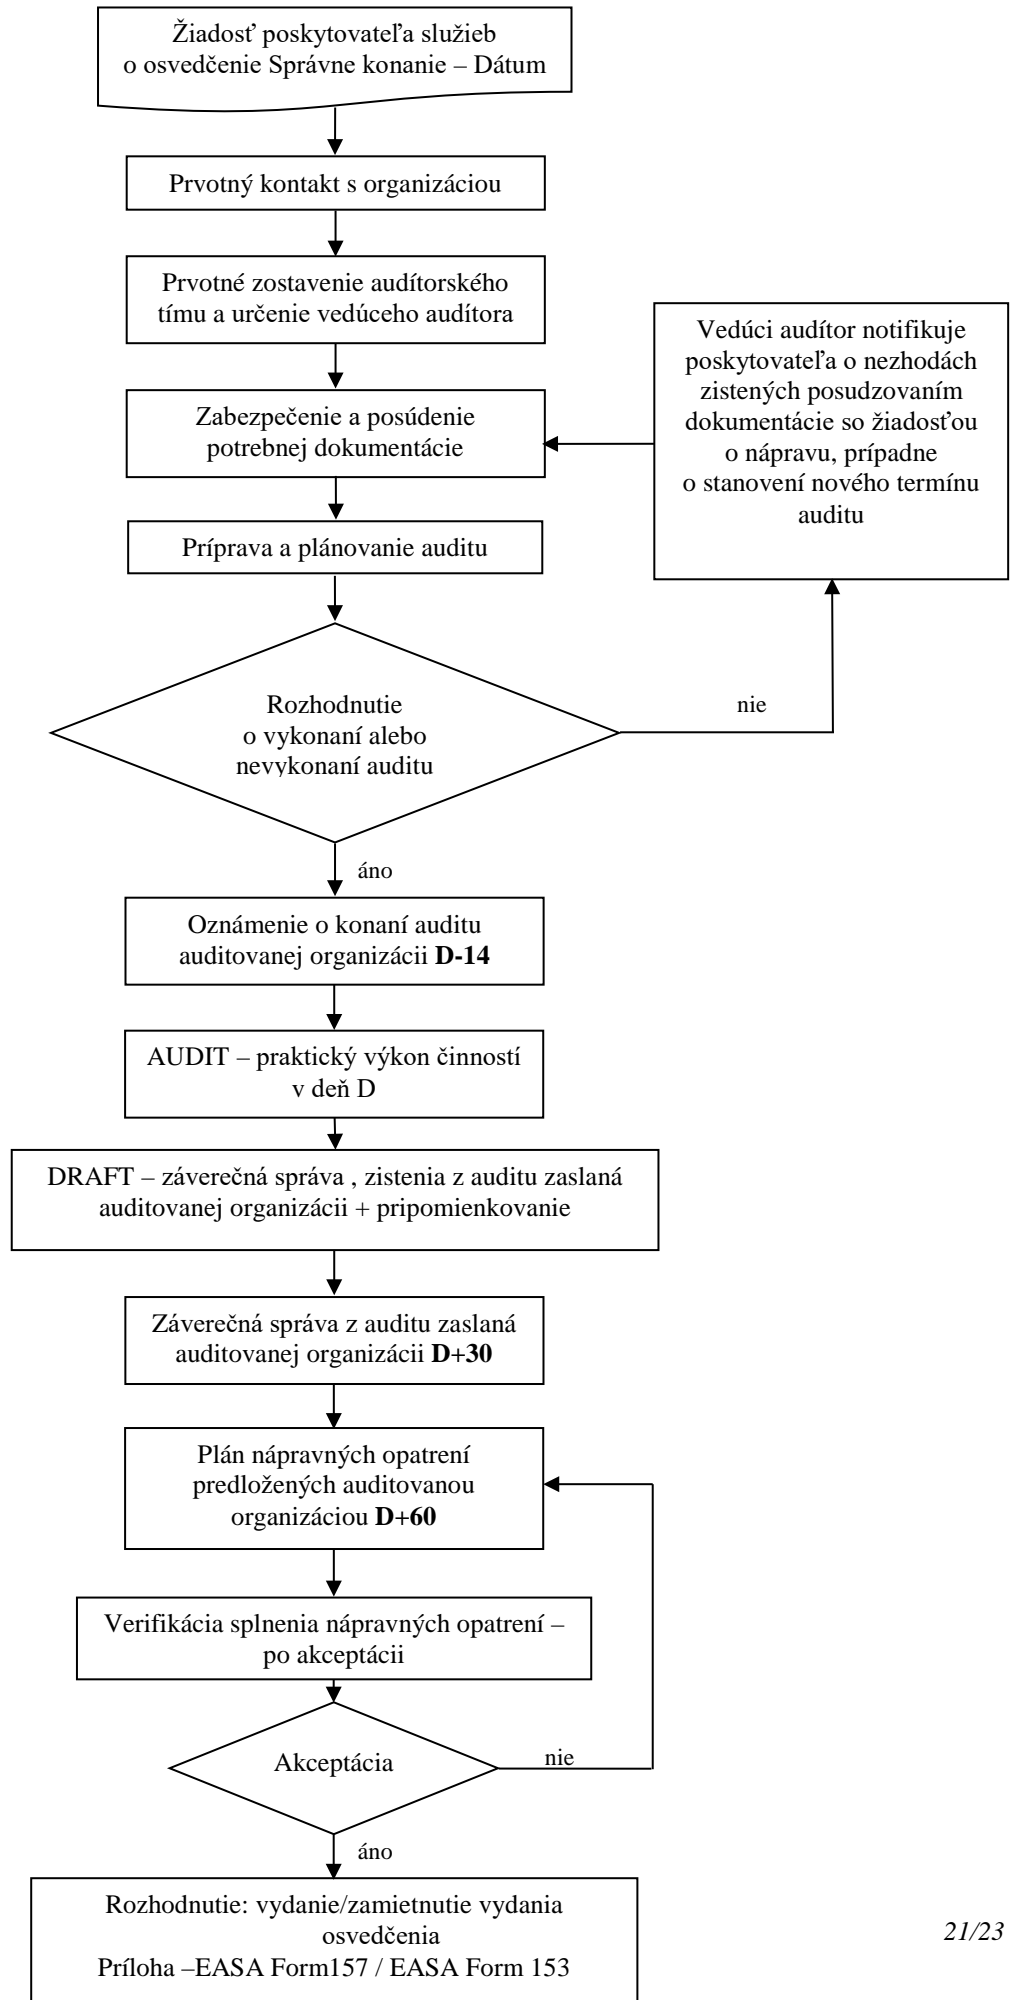 Žiadosť poskytovateľa služieb
o osvedčenie Správne konanie – Dátum
Prvotný kontakt s organizáciou
Prvotné zostavenie audítorského
tímu a určenie vedúceho audítora
Vedúci audítor notifikuje
poskytovateľa o nezhodách
zistených posudzovaním
dokumentácie so žiadosťou
o nápravu, prípadne
o stanovení nového termínu
auditu
Zabezpečenie a posúdenie
potrebnej dokumentácie
Príprava a plánovanie auditu
Rozhodnutie
o vykonaní alebo
nevykonaní auditu
nie
áno
Oznámenie o konaní auditu
auditovanej organizácii D-14
AUDIT – praktický výkon činností
v deň D
DRAFT – záverečná správa , zistenia z auditu zaslaná
auditovanej organizácii + pripomienkovanie
Záverečná správa z auditu zaslaná
auditovanej organizácii D+30
Plán nápravných opatrení
predložených auditovanou
organizáciou D+60
Verifikácia splnenia nápravných opatrení –
po akceptácii
Akceptácia
nie
áno
Rozhodnutie: vydanie/zamietnutie vydania
osvedčenia
Príloha –EASA Form157 / EASA Form 153
21/23